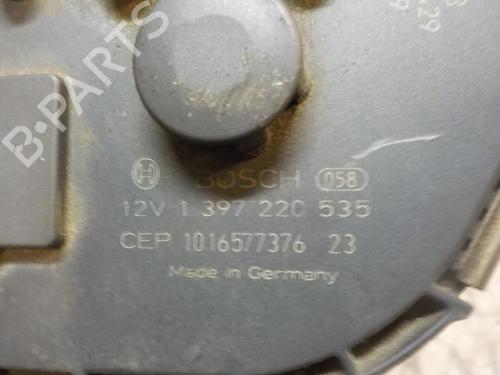 B-PARTS
BOSCH 058
12V 1 397 220 535
CEP 1016577376 23
Made in Germany